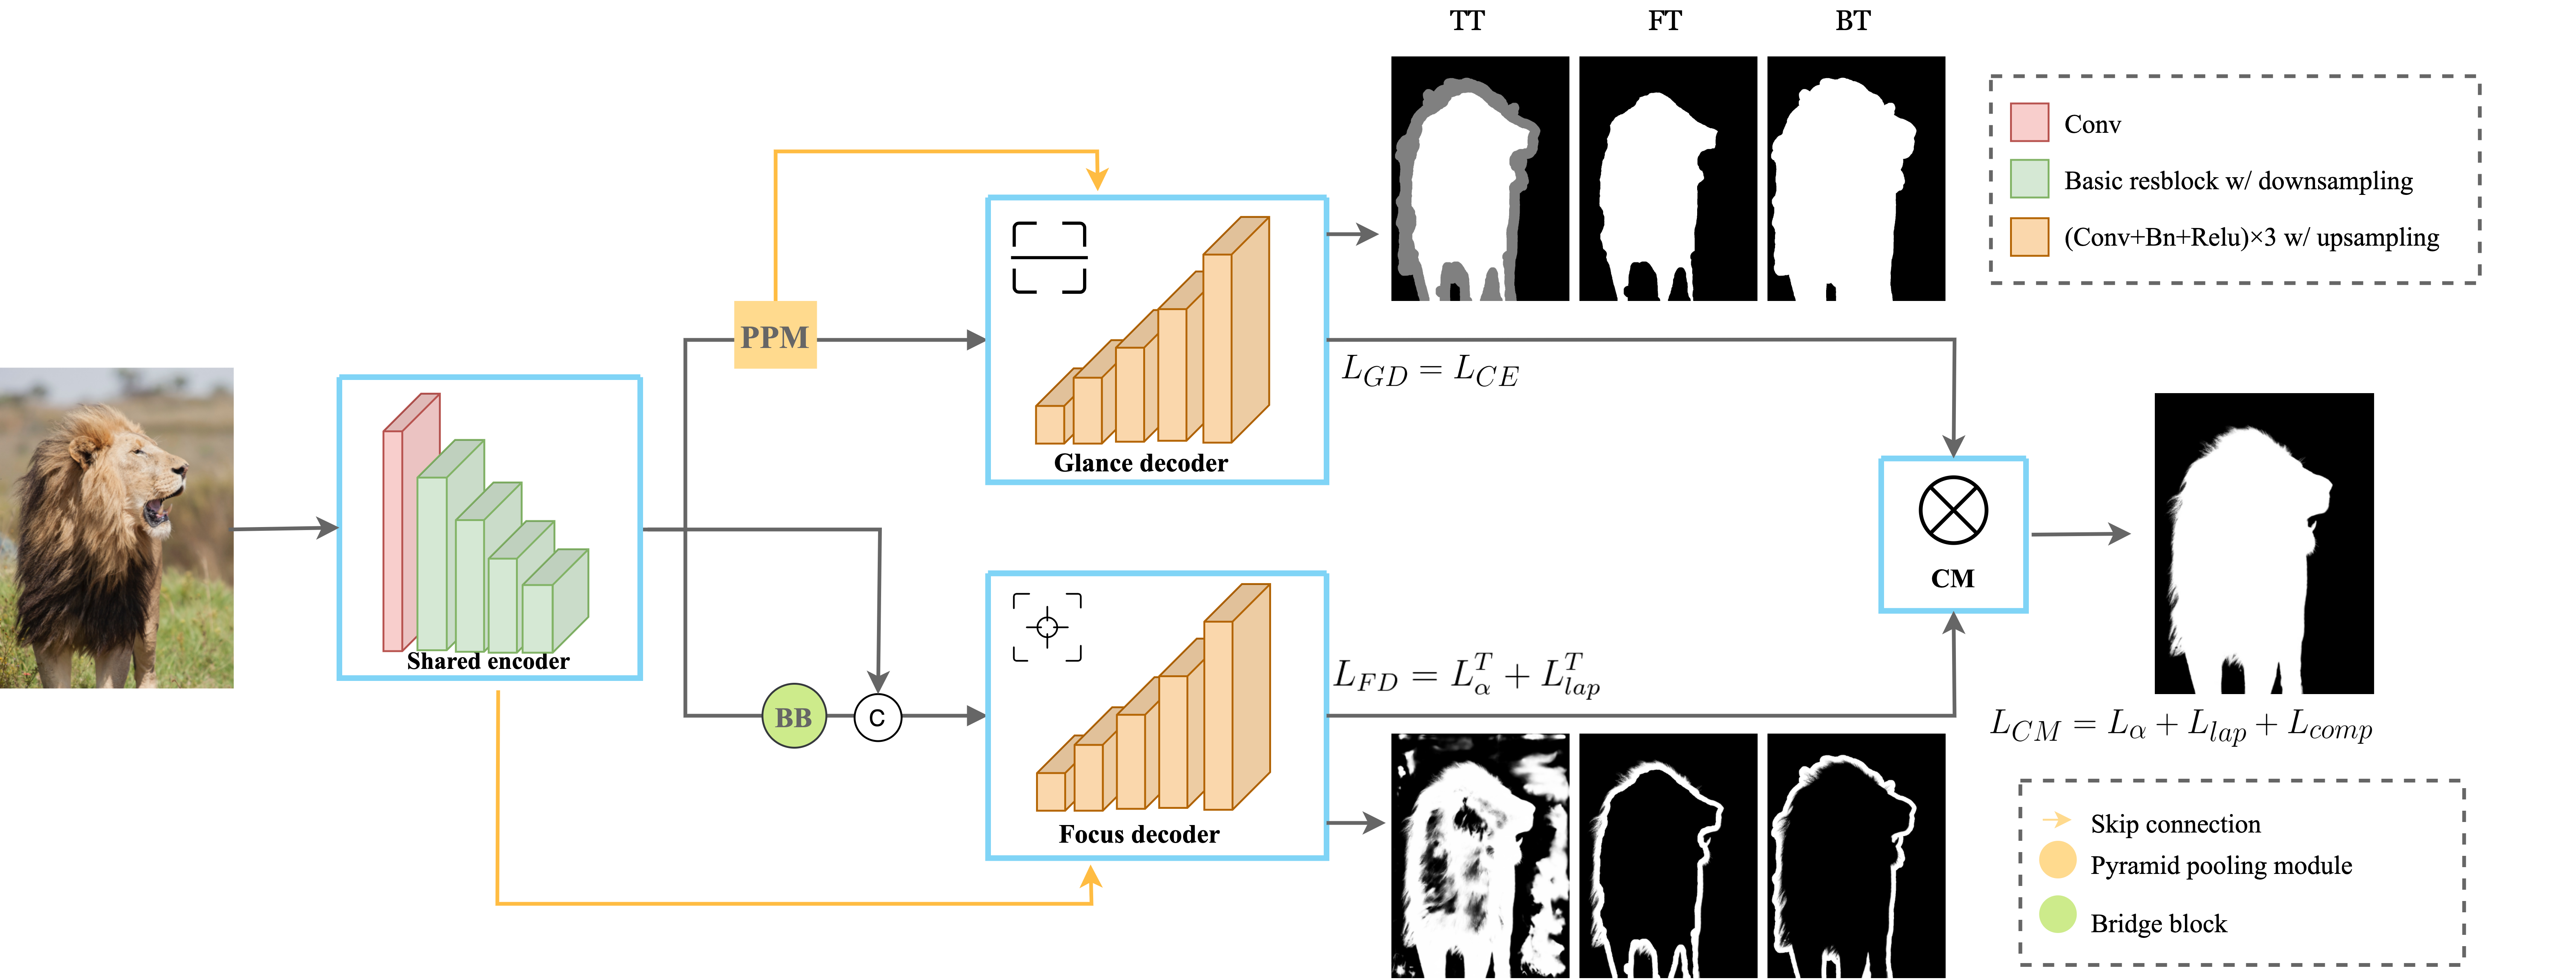 TT FT BT
Conv
Basic resblock w/ downsampling
(Conv+Bn+Relu)×3 w/ upsampling
PPM
Glance decoder
L_{GD} = L_{CE}
Shared encoder
CM
BB
C
Focus decoder
L_{FD} = L_{α}^{T} + L_{lap}^{T}
L_{CM} = L_{α} + L_{lap} + L_{comp}
Skip connection
Pyramid pooling module
Bridge block